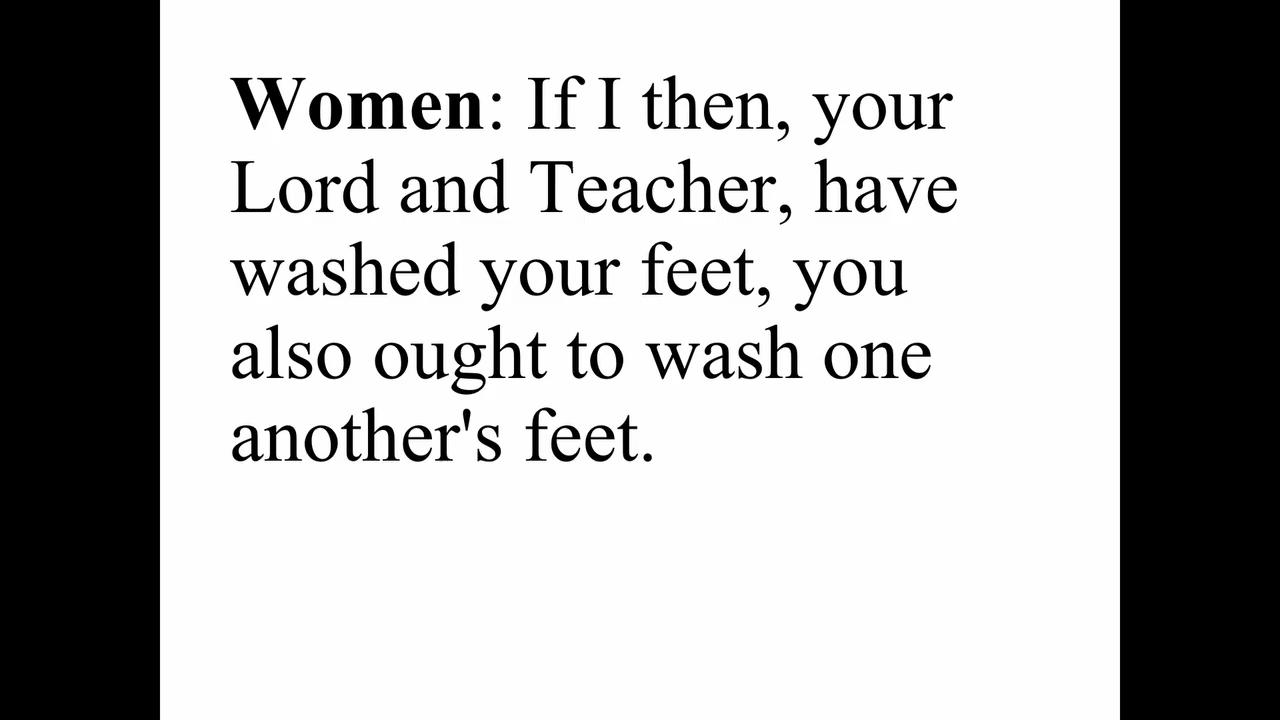 Women: If I then, your
Lord and Teacher, have
washed your feet, you
also ought to wash one
another's feet.